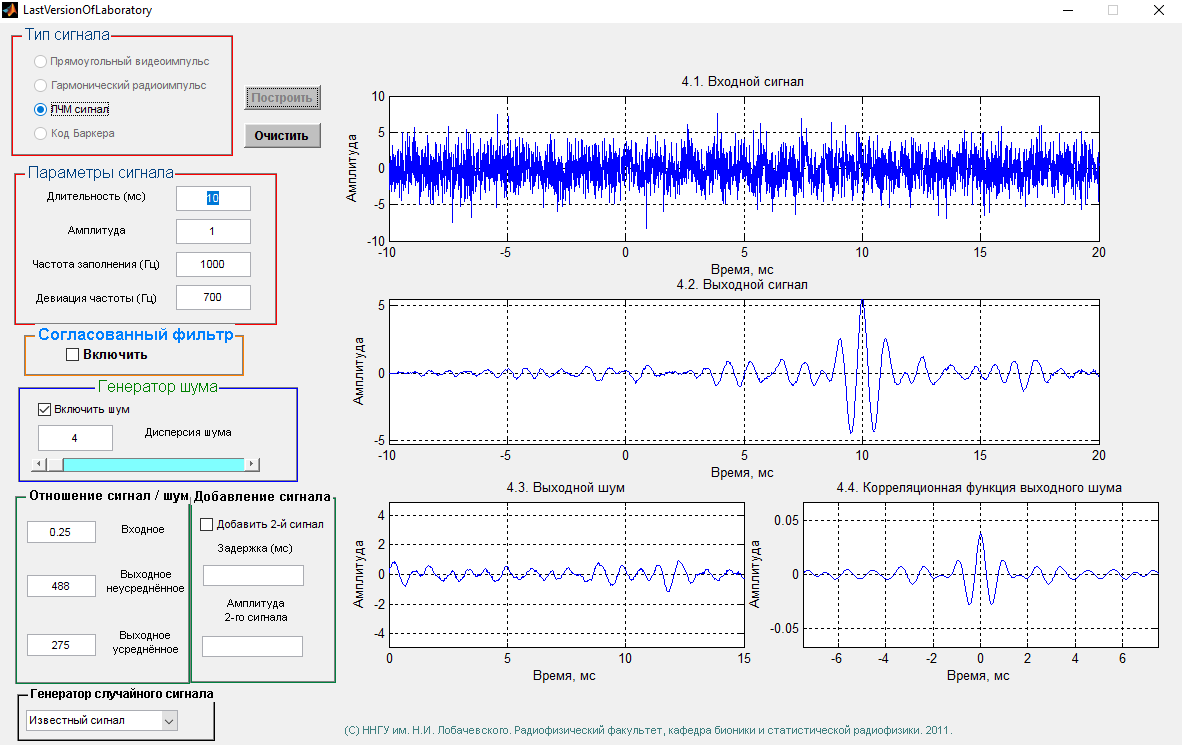 LastVersionOfLaboratory
Тип сигнала
Прямоугольный видеоимпульс
Гармонический радиоимпульс
ЛЧМ сигнал
Код Баркера
Построить
Очистить
Параметры сигнала
Длительность (мс)
10
Амплитуда
1
Частота заполнения (Гц)
1000
Девиация частоты (Гц)
700
Согласованный фильтр
Включить
Генератор шума
Включить шум
4
Дисперсия шума
Отношение сигнал / шум
0.25
Входное
488
Выходное
неусреднённое
275
Выходное
усреднённое
Добавление сигнала
Добавить 2-й сигнал
Задержка (мс)
Амплитуда
2-го сигнала
Генератор случайного сигнала
Известный сигнал
4.1. Входной сигнал
Амплитуда
10
5
0
-5
-10
-10 -5 0 5 10 15 20
Время, мс
4.2. Выходной сигнал
Амплитуда
5
0
-5
-10 -5 0 5 10 15 20
Время, мс
4.3. Выходной шум
Амплитуда
4
2
0
-2
-4
0 5 10 15
Время, мс
4.4. Корреляционная функция выходного шума
Амплитуда
0.05
0
-0.05
-6 -4 -2 0 2 4 6
Время, мс
(С) ННГУ им. Н.И. Лобачевского. Радиофизический факультет, кафедра бионики и статистической радиофизики. 2011.